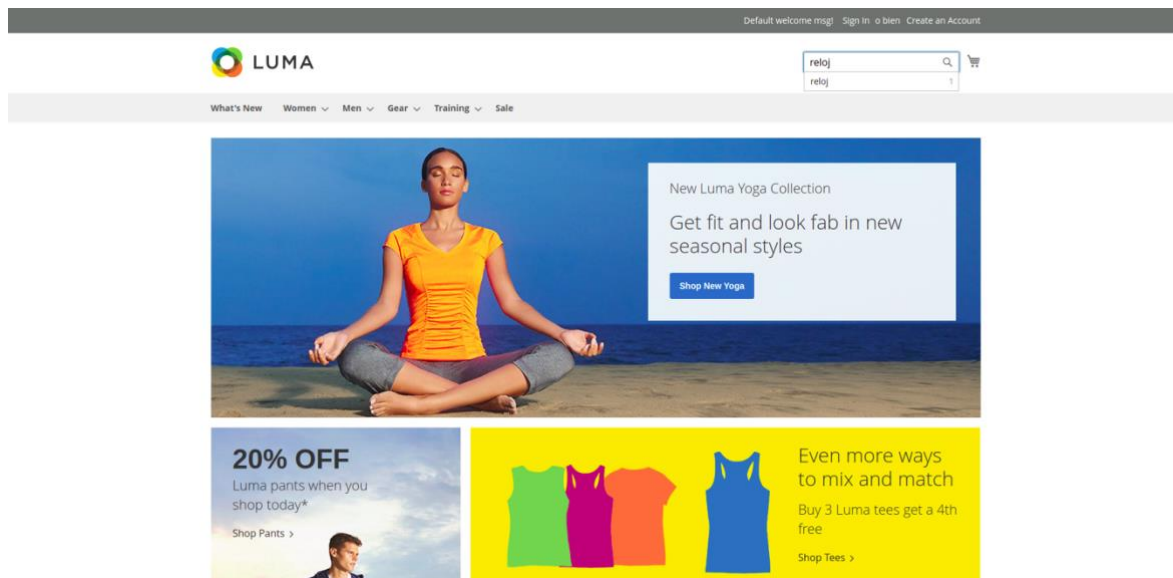 Default welcome msg! Sign In o bien Create an Account
LUMA
reloj
reloj 1
What's New Women Men Gear Training Sale
New Luma Yoga Collection
Get fit and look fab in new
seasonal styles
Shop New Yoga
20% OFF
Luma pants when you
shop today*
Shop Pants >
Even more ways
to mix and match
Buy 3 Luma tees get a 4th
free
Shop Tees >